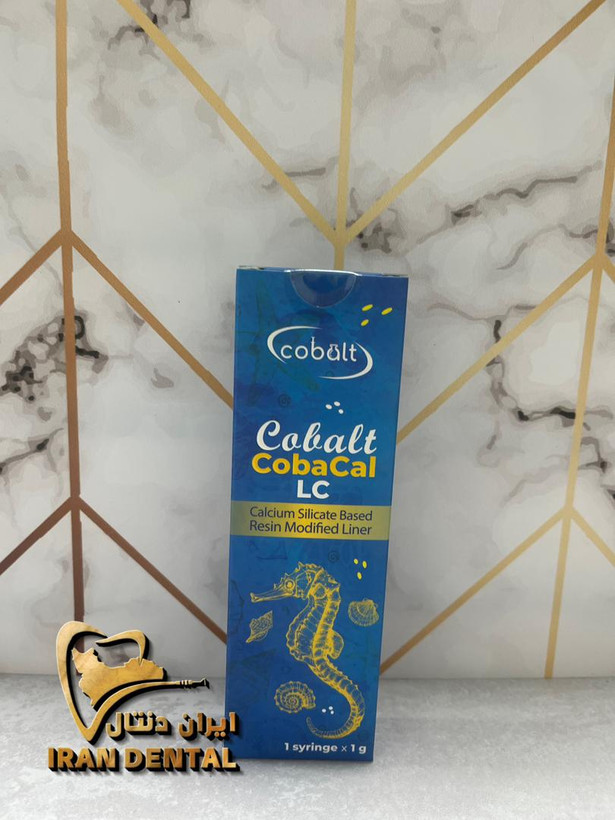 cobalt
Cobalt
CobaCal
LC
Calcium Silicate Based
Resin Modified Liner
1 syringe x 1 g
ایران دنتال
IRAN DENTAL